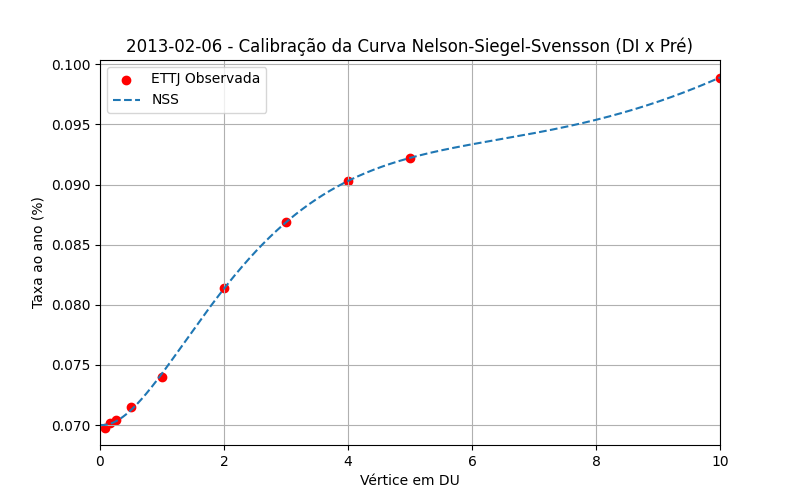 2013-02-06 - Calibração da Curva Nelson-Siegel-Svensson (DI x Pré)
ETTJ Observada
NSS
Taxa ao ano (%)
0.100
0.095
0.090
0.085
0.080
0.075
0.070
0 2 4 6 8 10
Vértice em DU